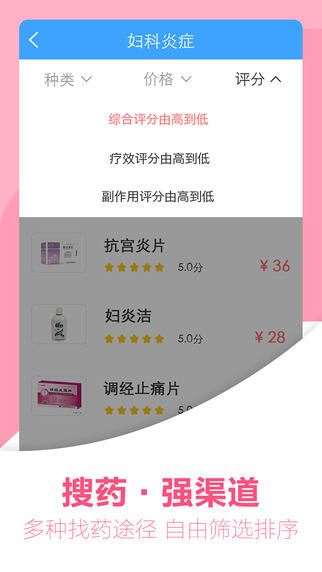 妇科炎症
种类 价格 评分
综合评分由高到低
疗效评分由高到低
副作用评分由高到低
抗宫炎片
5.0分
¥ 36
妇炎洁
5.0分
¥ 28
调经止痛片
5.0分
搜药·强渠道
多种找药途径 自由筛选排序